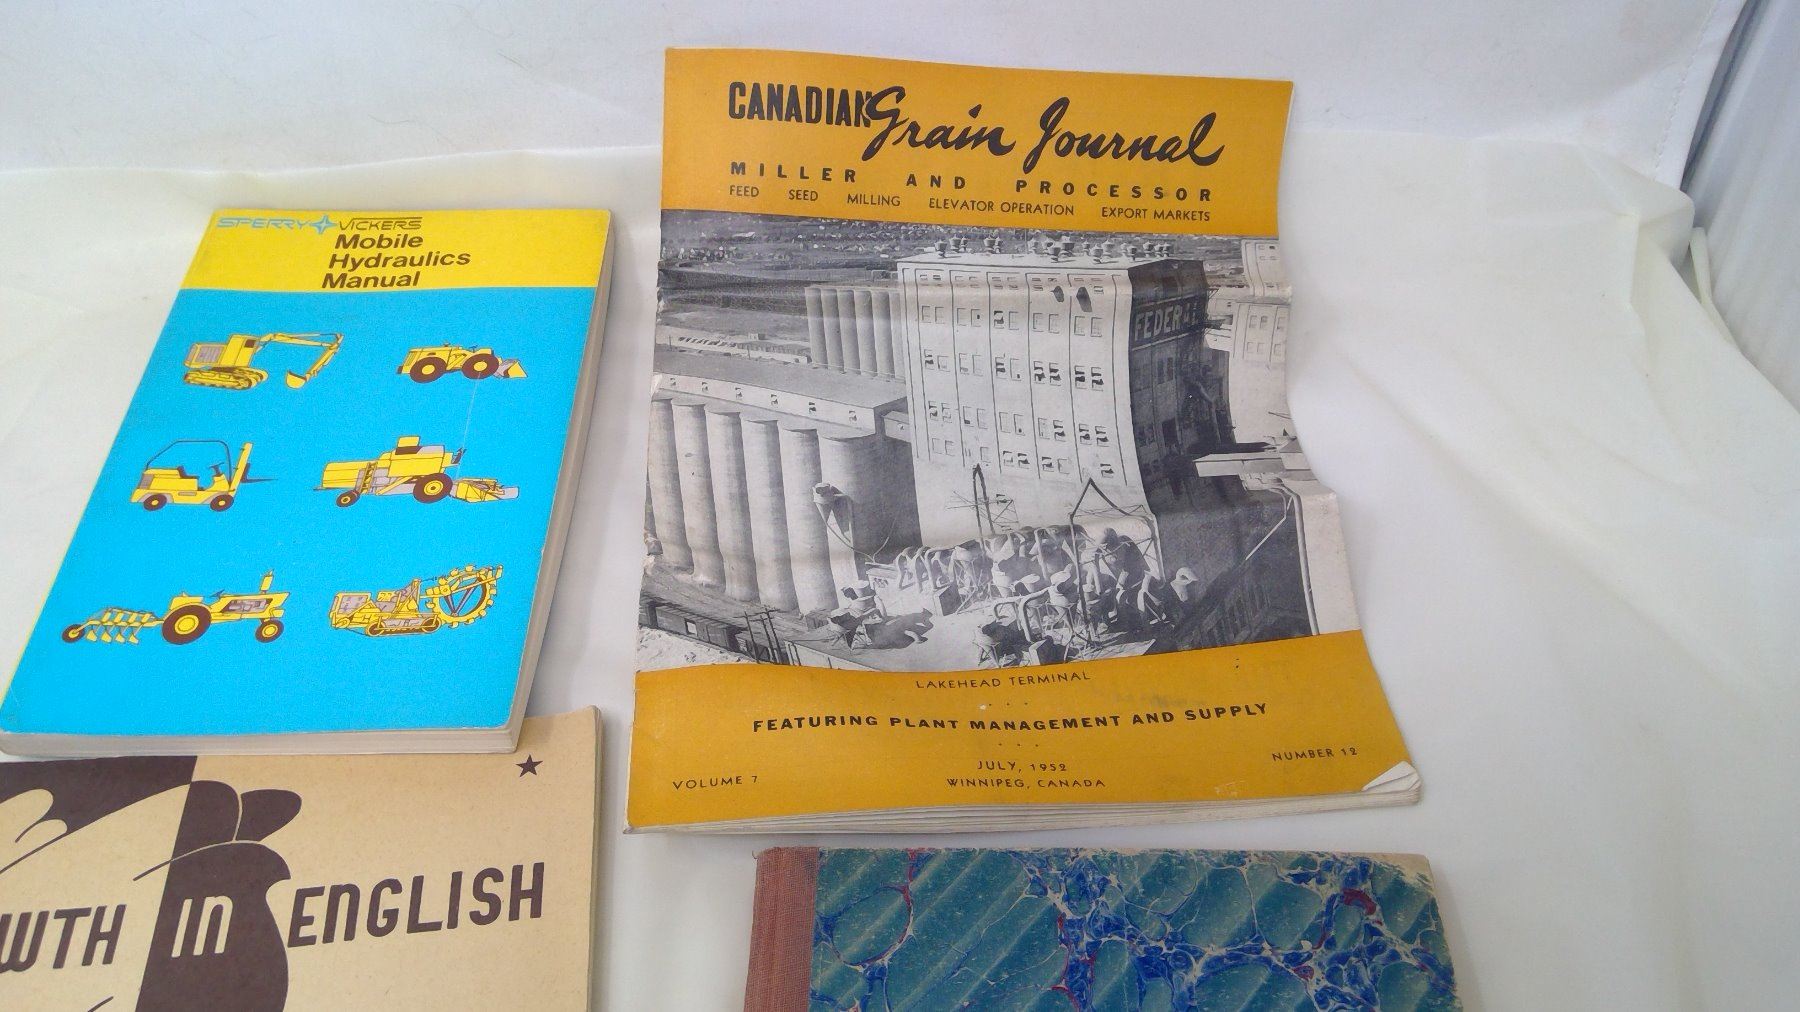 SPERRY VICKERS
Mobile
Hydraulics
Manual
CANADIAN Grain Journal
MILLER AND PROCESSOR
FEED SEED MILLING ELEVATOR OPERATION EXPORT MARKETS
FEDERAL
LAKEHEAD TERMINAL
FEATURING PLANT MANAGEMENT AND SUPPLY
VOLUME 7
JULY, 1952
WINNIPEG, CANADA
NUMBER 12
WTH IN ENGLISH